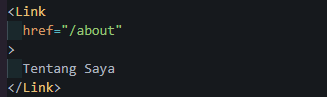 <Link
  href="/about"
>
  Tentang Saya
</Link>